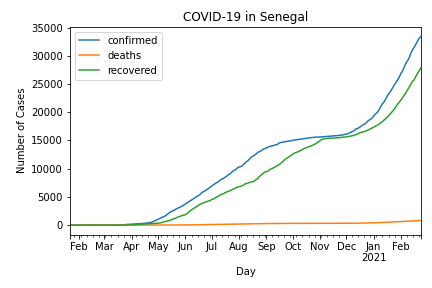 COVID-19 in Senegal
35000
30000
25000
20000
15000
10000
5000
0
Number of Cases
confirmed
deaths
recovered
Feb Mar Apr May Jun Jul Aug Sep Oct Nov Dec Jan Feb
2021
Day